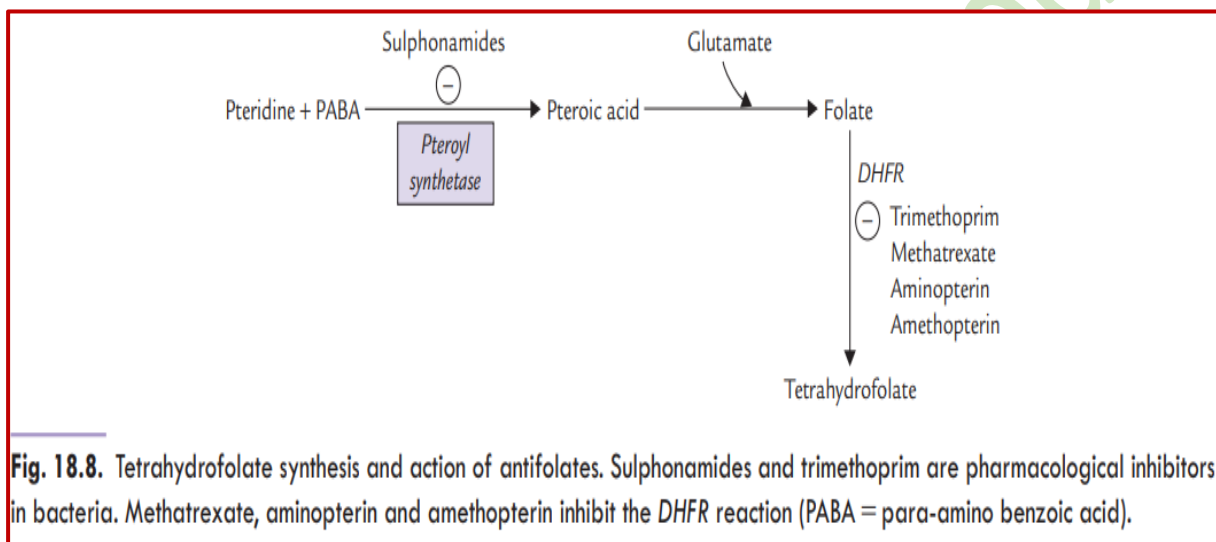 Sulphonamides
Glutamate
−
Pteridine + PABA
Pteroic acid
Folate
Pteroyl
synthetase
DHFR
− Trimethoprim
Methatrexate
Aminopterin
Amethopterin
Tetrahydrofolate
Fig. 18.8. Tetrahydrofolate synthesis and action of antifolates. Sulphonamides and trimethoprim are pharmacological inhibitors
in bacteria. Methatrexate, aminopterin and amethopterin inhibit the DHFR reaction (PABA = para-amino benzoic acid).